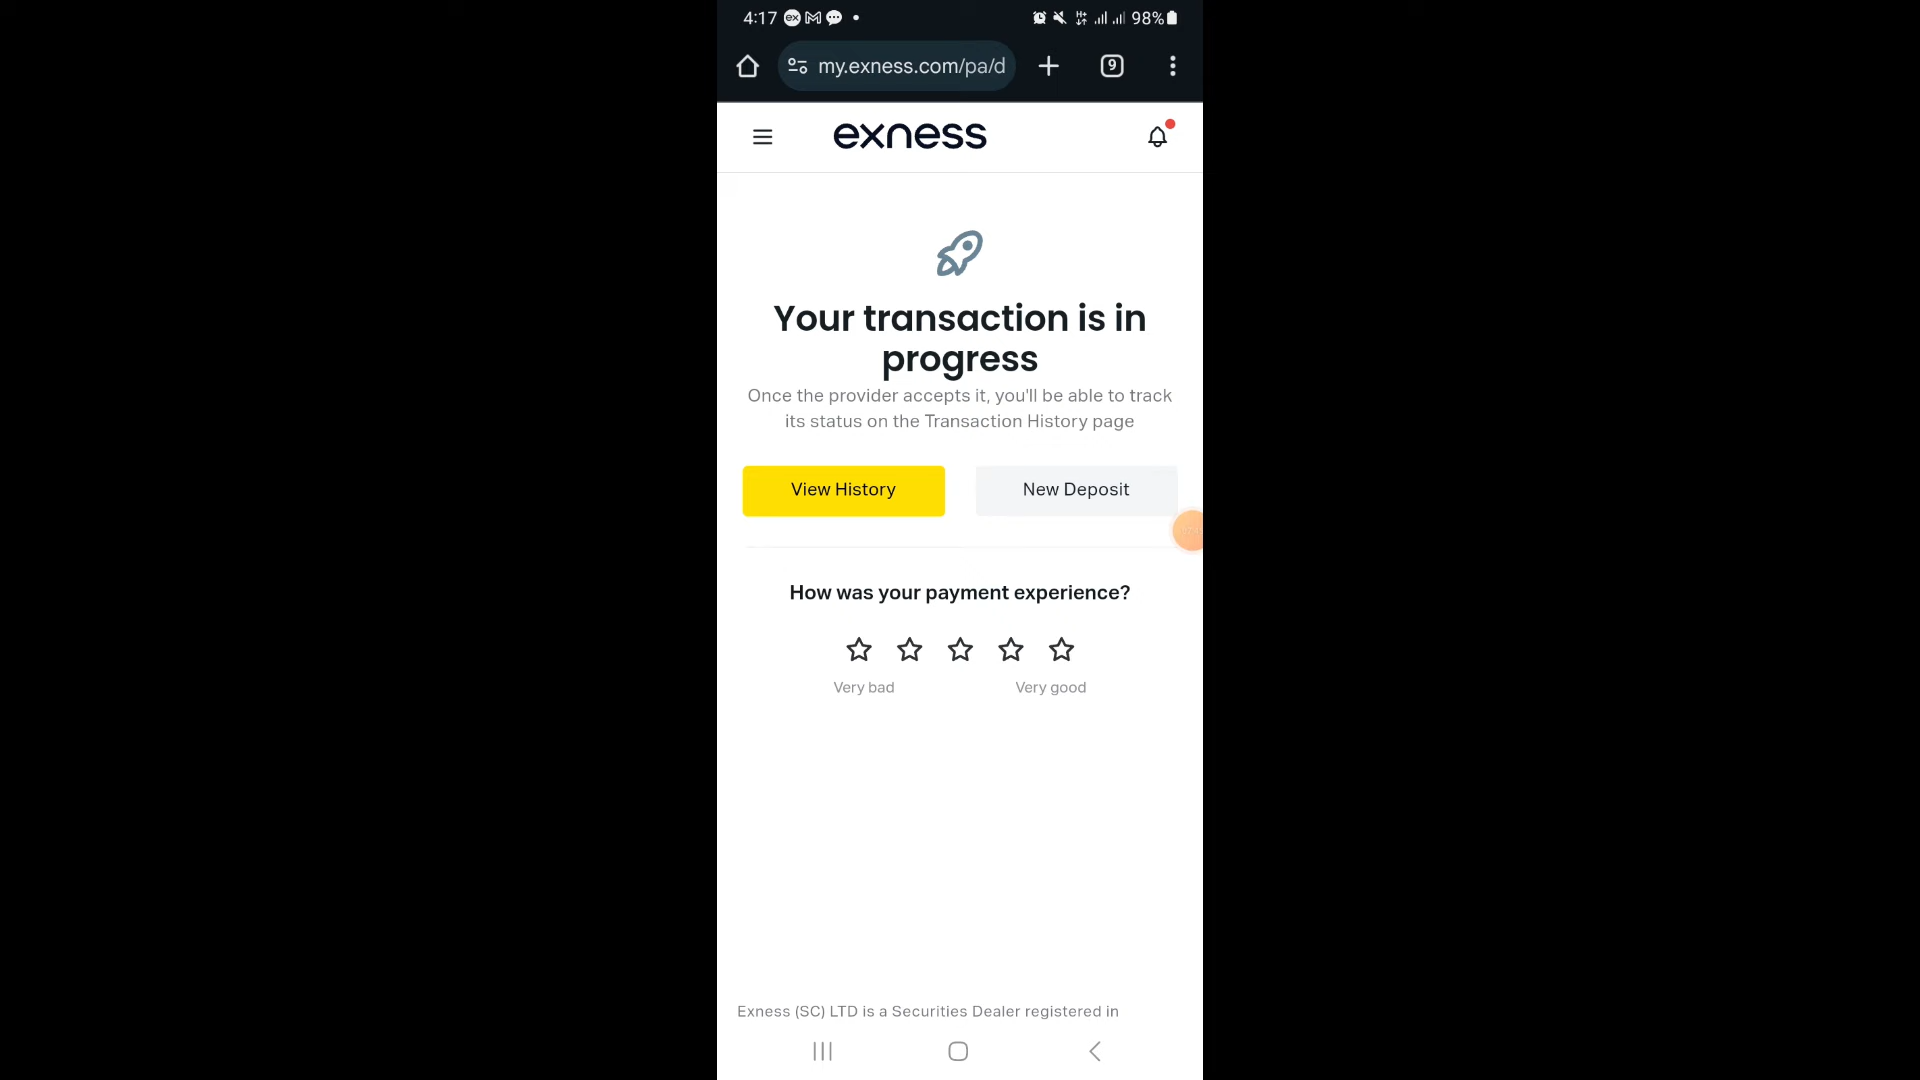 4:17 98%
my.exness.com/pa/d 9
exness
Your transaction is in
progress
Once the provider accepts it, you'll be able to track
its status on the Transaction History page
View History New Deposit
How was your payment experience?
Very bad Very good
Exness (SC) LTD is a Securities Dealer registered in